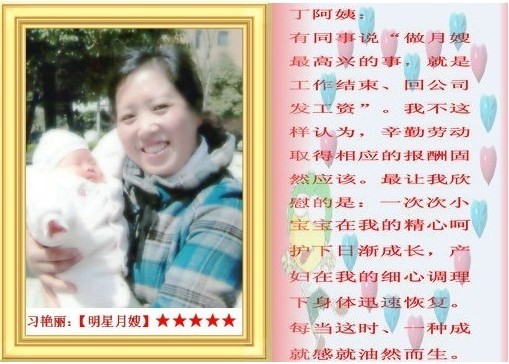 习艳丽：【明星月嫂】★★★★★
丁阿姨：
有同事说“做月嫂
最高兴的事，就是
工作结束、回公司
发工资”。我不这
样认为，辛勤劳动
取得相应的报酬固
然应该。最让我欣
慰的是：一次次小
宝宝在我的精心呵
护下日渐成长，产
妇在我的细心调理
下身体迅速恢复。
每当这时、一种成
就感就油然而生。